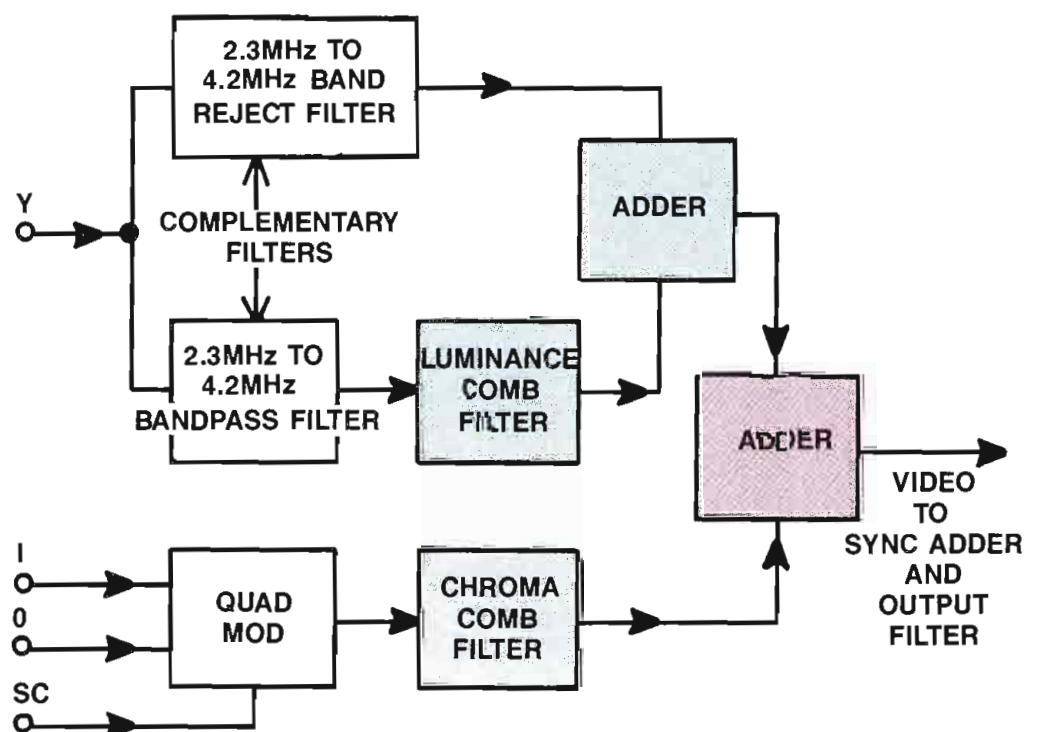 2.3MHz TO
4.2MHz BAND
REJECT FILTER
Y
COMPLEMENTARY
FILTERS
ADDER
2.3MHz TO
4.2MHz
BANDPASS FILTER
LUMINANCE
COMB
FILTER
ADDER
VIDEO
TO
SYNC ADDER
AND
OUTPUT
FILTER
I
0
SC
QUAD
MOD
CHROMA
COMB
FILTER